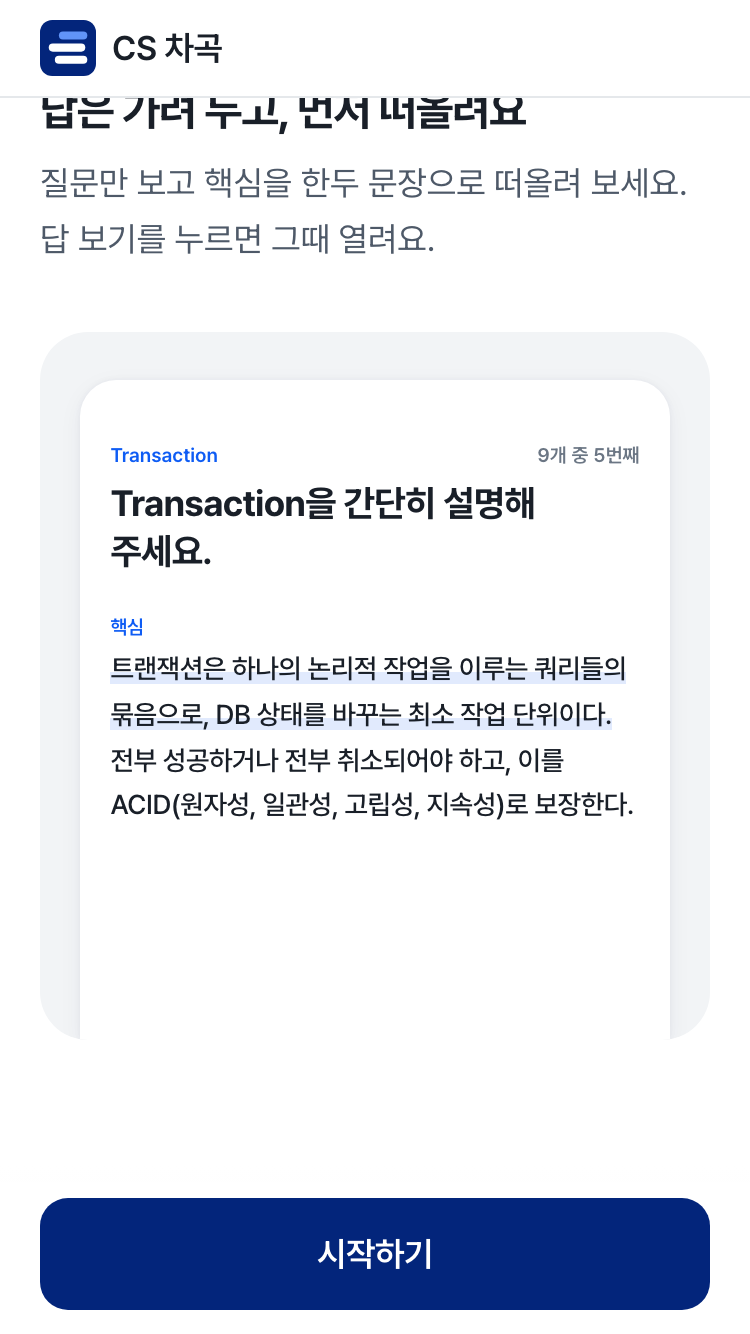 CS 차곡
답은 가려 두고, 먼저 떠올려요
질문만 보고 핵심을 한두 문장으로 떠올려 보세요.
답 보기를 누르면 그때 열려요.
Transaction
9개 중 5번째
Transaction을 간단히 설명해
주세요.
핵심
트랜잭션은 하나의 논리적 작업을 이루는 쿼리들의
묶음으로, DB 상태를 바꾸는 최소 작업 단위이다.
전부 성공하거나 전부 취소되어야 하고, 이를
ACID(원자성, 일관성, 고립성, 지속성)로 보장한다.
시작하기